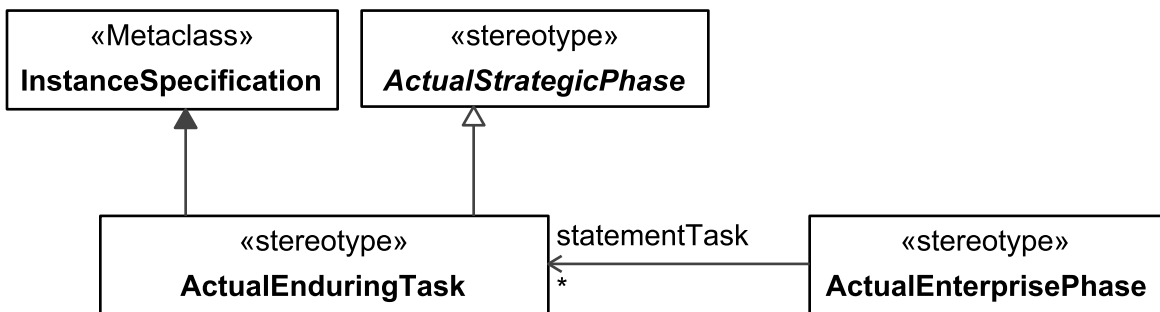 «Metaclass»
InstanceSpecification
«stereotype»
ActualStrategicPhase
«stereotype»
ActualEnduringTask
statementTask
*
«stereotype»
ActualEnterprisePhase